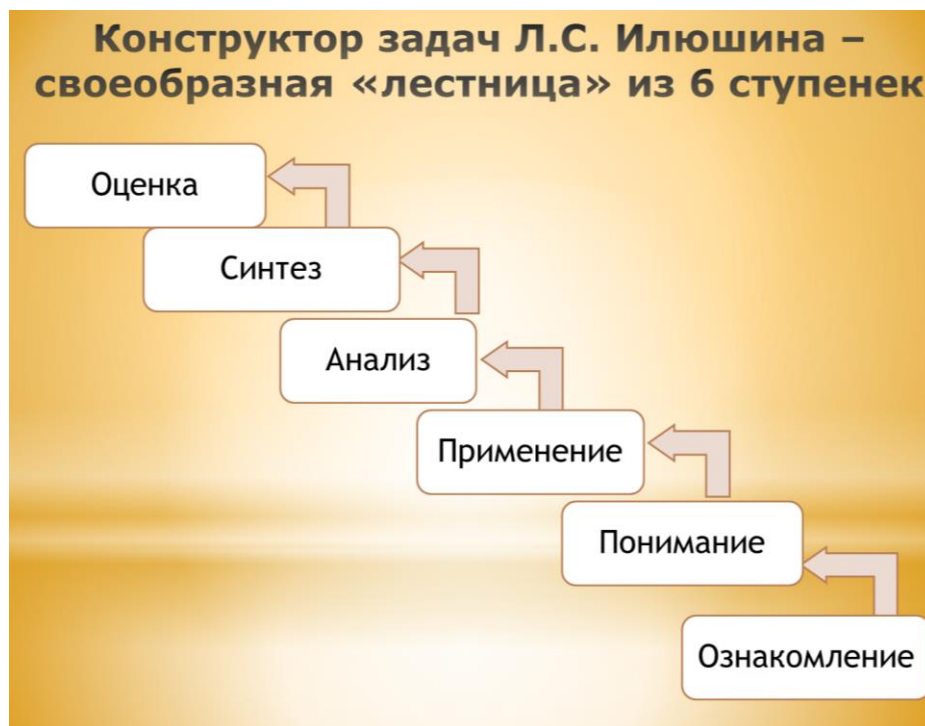 Конструктор задач Л.С. Илюшина –
своеобразная «лестница» из 6 ступенек
Оценка
Синтез
Анализ
Применение
Понимание
Ознакомление